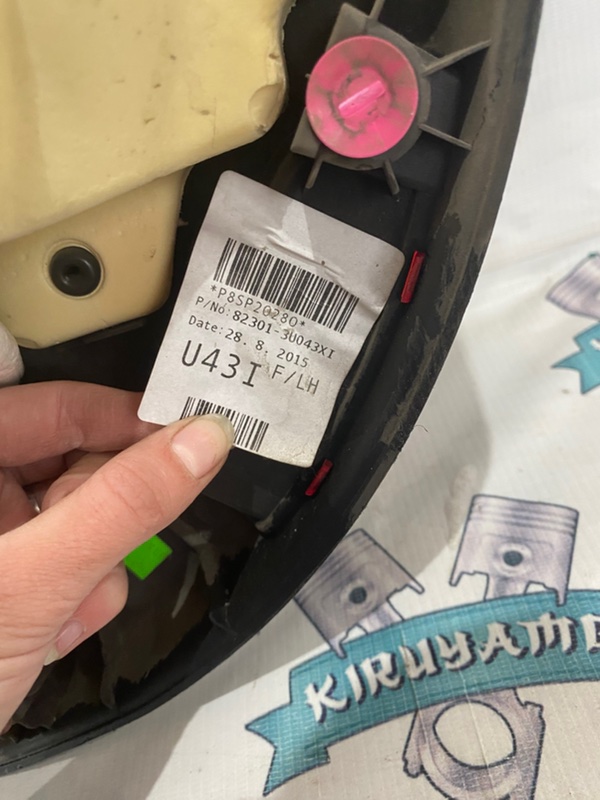 *P8SP20280*
P/No:82301-3U043XI
Date:28. 8. 2015
U43I F/LH
KIRUYAMA